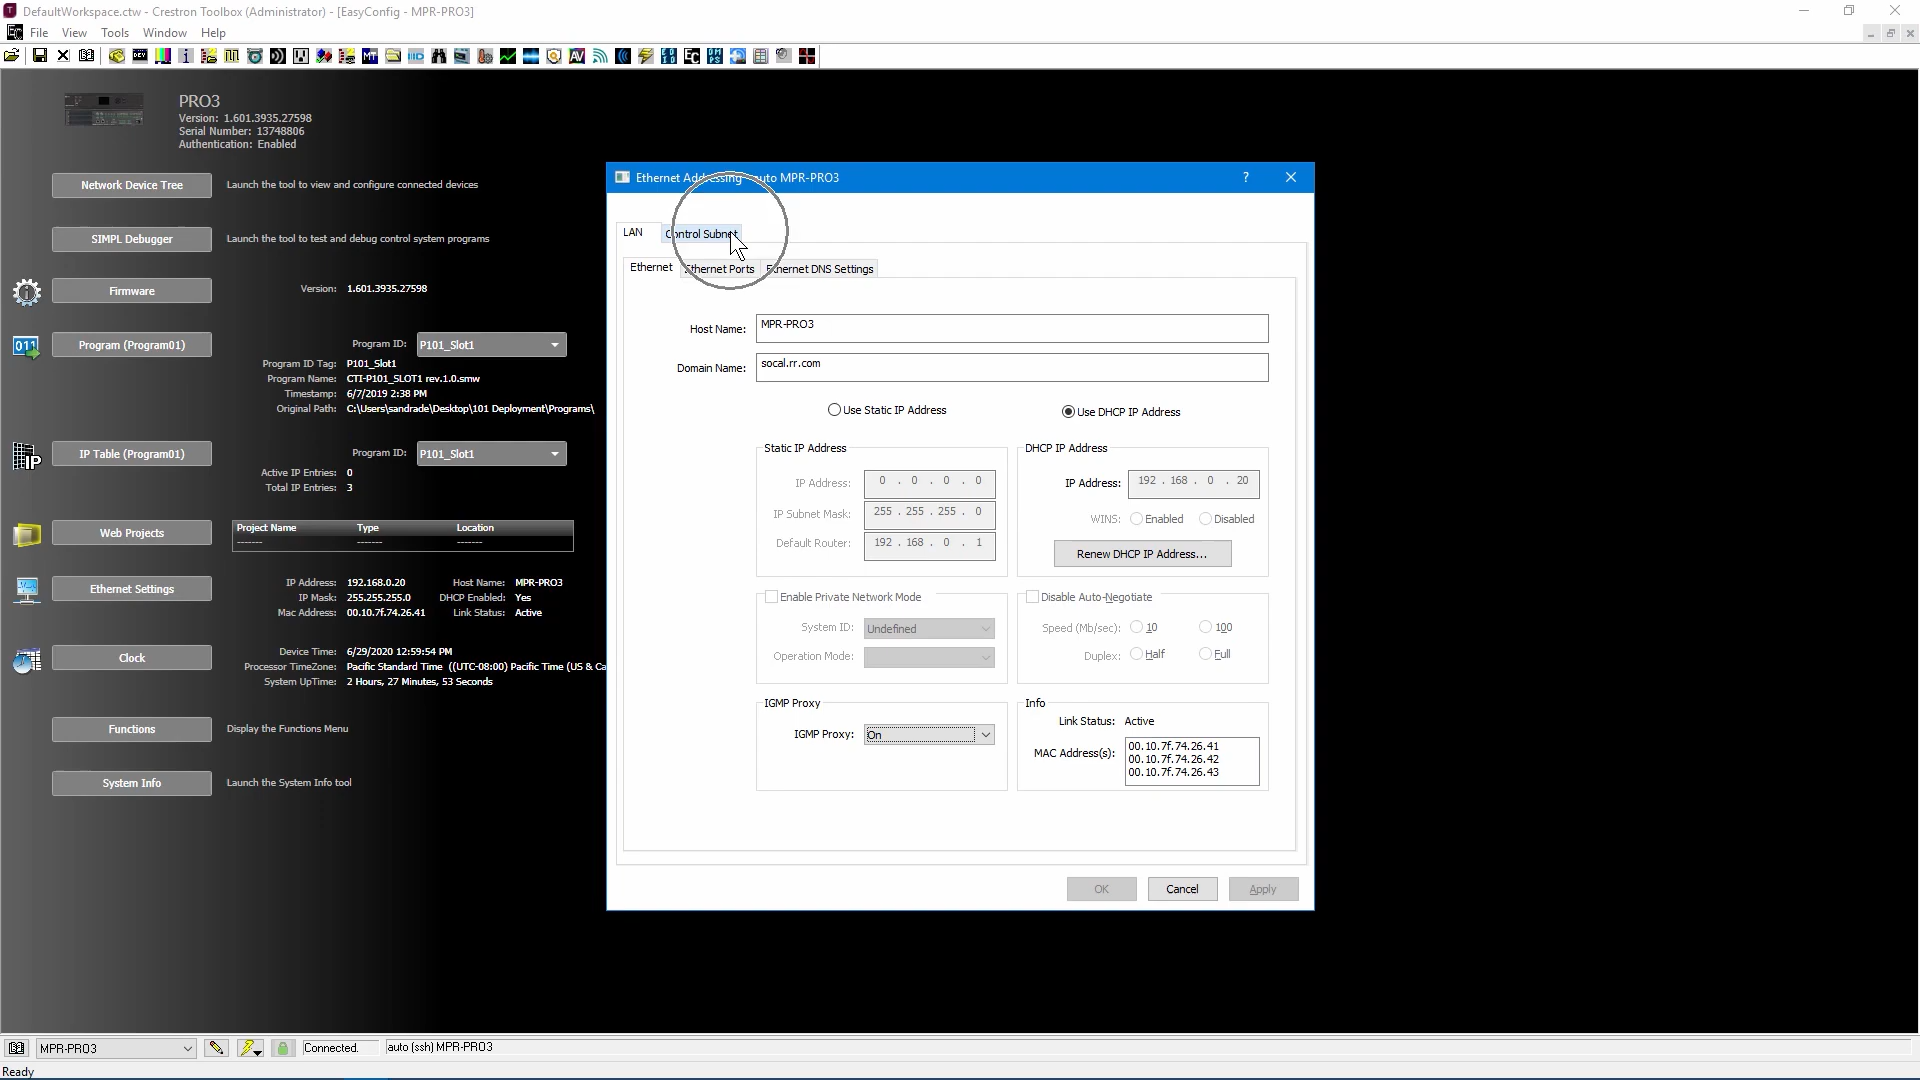 DefaultWorkspace.ctw - Crestron Toolbox (Administrator) - [EasyConfig - MPR-PRO3]
File View Tools Window Help
PRO3
Version: 1.601.3935.27598
Serial Number: 13748806
Authentication: Enabled
Network Device Tree Launch the tool to view and configure connected devices
SIMPL Debugger Launch the tool to test and debug control system programs
Firmware Version: 1.601.3935.27598
Program (Program01) Program ID: P101_Slot1
Program ID Tag: P101_Slot1
Program Name: CTI-P101_SLOT1 rev.1.0.smw
Timestamp: 6/7/2019 2:38 PM
Original Path: C:\Users\sandrade\Desktop\101 Deployment\Programs\
IP Table (Program01) Program ID: P101_Slot1
Active IP Entries: 0
Total IP Entries: 3
Web Projects
Project Name Type Location
------- ------- -------
Ethernet Settings
IP Address: 192.168.0.20 Host Name: MPR-PRO3
IP Mask: 255.255.255.0 DHCP Enabled: Yes
Mac Address: 00.10.7f.74.26.41 Link Status: Active
Clock
Device Time: 6/29/2020 12:59:54 PM
Processor TimeZone: Pacific Standard Time ((UTC-08:00) Pacific Time (US & Ca
System UpTime: 2 Hours, 27 Minutes, 53 Seconds
Functions Display the Functions Menu
System Info Launch the System Info tool
Ethernet Addressing auto MPR-PRO3
LAN Control Subnet
Ethernet Ethernet Ports Ethernet DNS Settings
Host Name: MPR-PRO3
Domain Name: socal.rr.com
Use Static IP Address Use DHCP IP Address
Static IP Address
IP Address: 0 . 0 . 0 . 0
IP Subnet Mask: 255 . 255 . 255 . 0
Default Router: 192 . 168 . 0 . 1
DHCP IP Address
IP Address: 192 . 168 . 0 . 20
WINS: Enabled Disabled
Renew DHCP IP Address...
Enable Private Network Mode
System ID: Undefined
Operation Mode:
Disable Auto-Negotiate
Speed (Mb/sec): 10 100
Duplex: Half Full
IGMP Proxy
IGMP Proxy: On
Info
Link Status: Active
MAC Address(s): 00.10.7f.74.26.41
00.10.7f.74.26.42
00.10.7f.74.26.43
OK Cancel Apply
MPR-PRO3 Connected. auto (ssh) MPR-PRO3
Ready